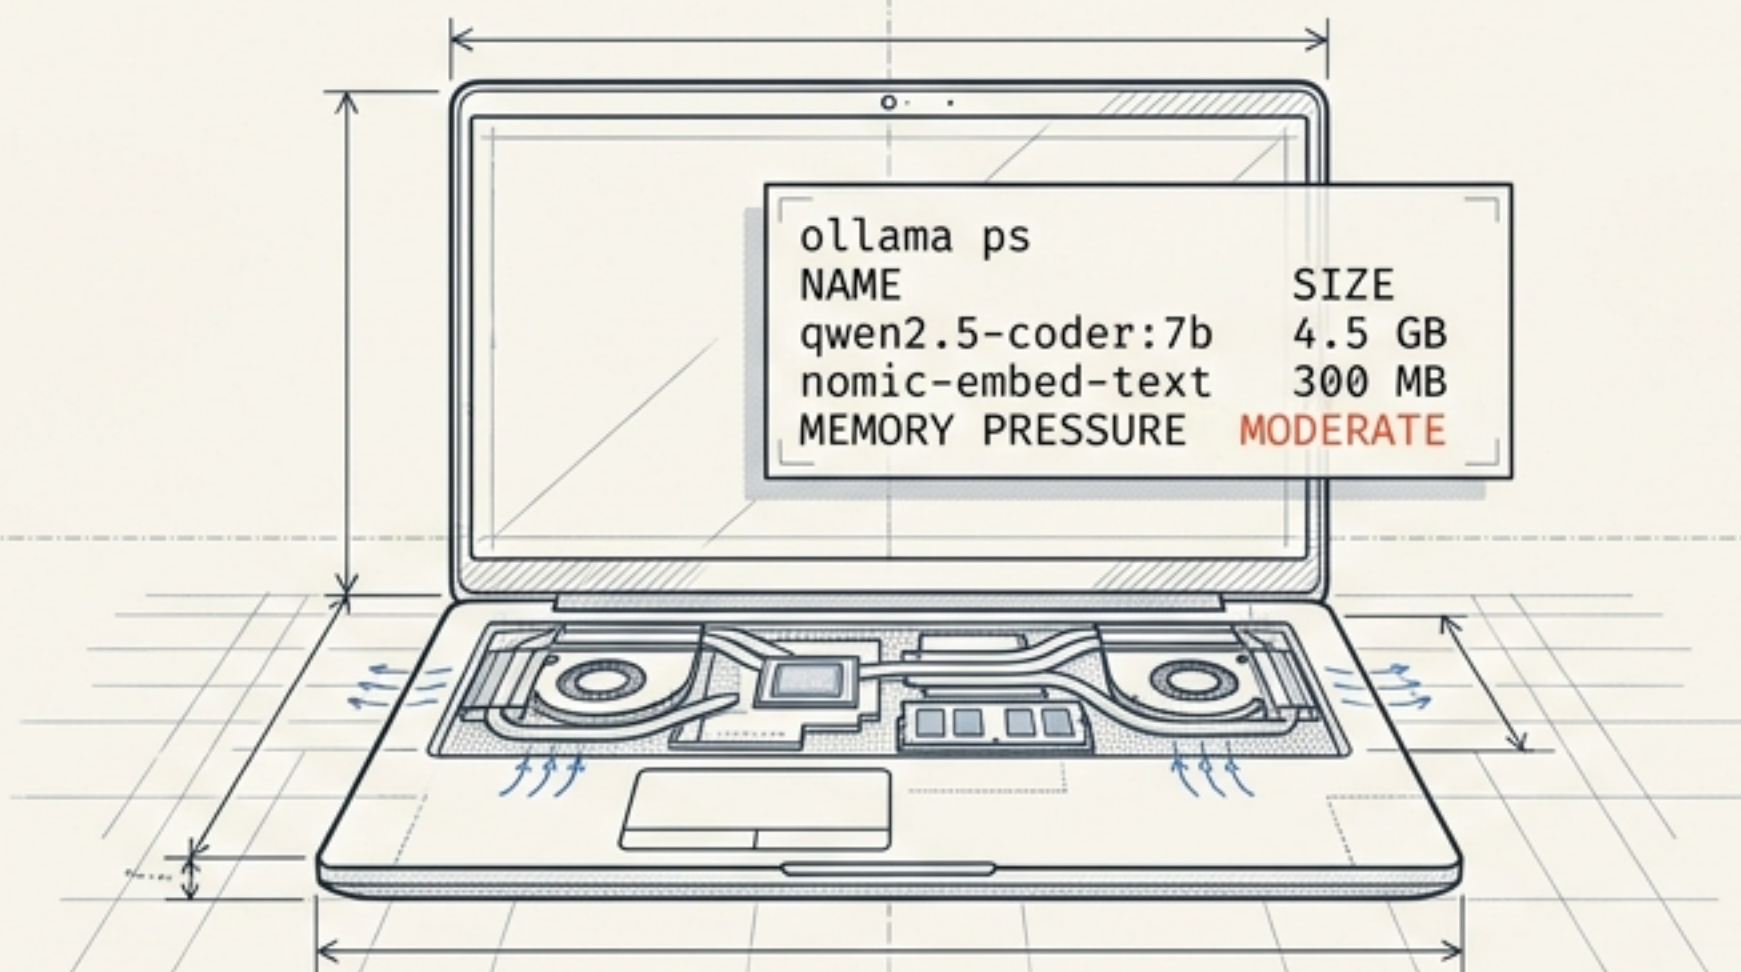 ollama ps
NAME SIZE
qwen2.5-coder:7b 4.5 GB
nomic-embed-text 300 MB
MEMORY PRESSURE MODERATE